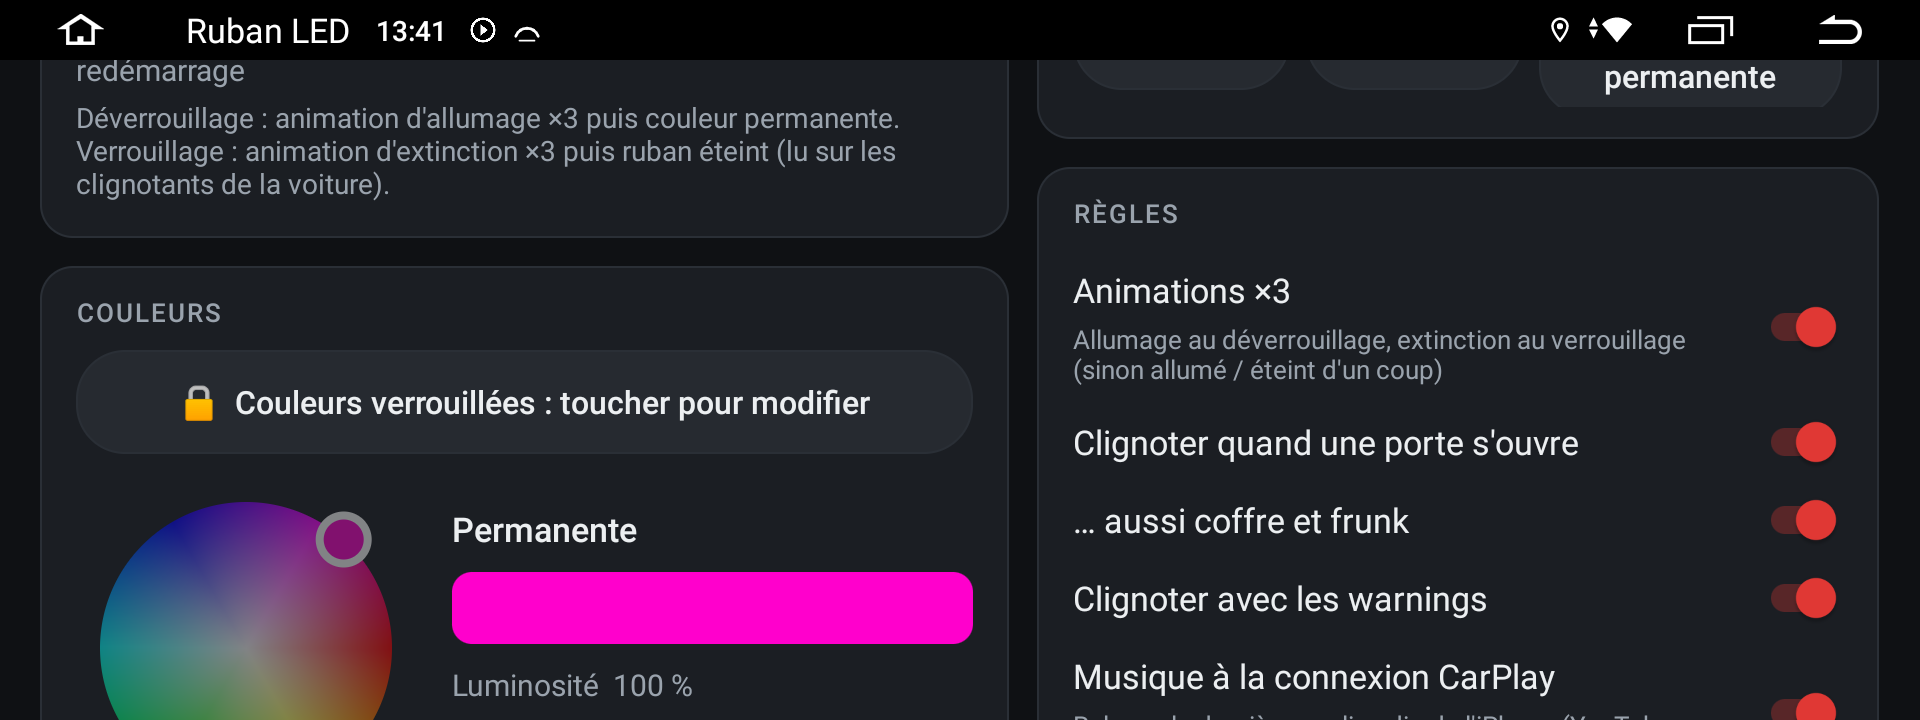 Ruban LED 13:41
redémarrage
Déverrouillage : animation d'allumage ×3 puis couleur permanente.
Verrouillage : animation d'extinction ×3 puis ruban éteint (lu sur les
clignotants de la voiture).
COULEURS
Couleurs verrouillées : toucher pour modifier
Permanente
Luminosité 100 %
permanente
RÈGLES
Animations ×3
Allumage au déverrouillage, extinction au verrouillage
(sinon allumé / éteint d'un coup)
Clignoter quand une porte s'ouvre
... aussi coffre et frunk
Clignoter avec les warnings
Musique à la connexion CarPlay